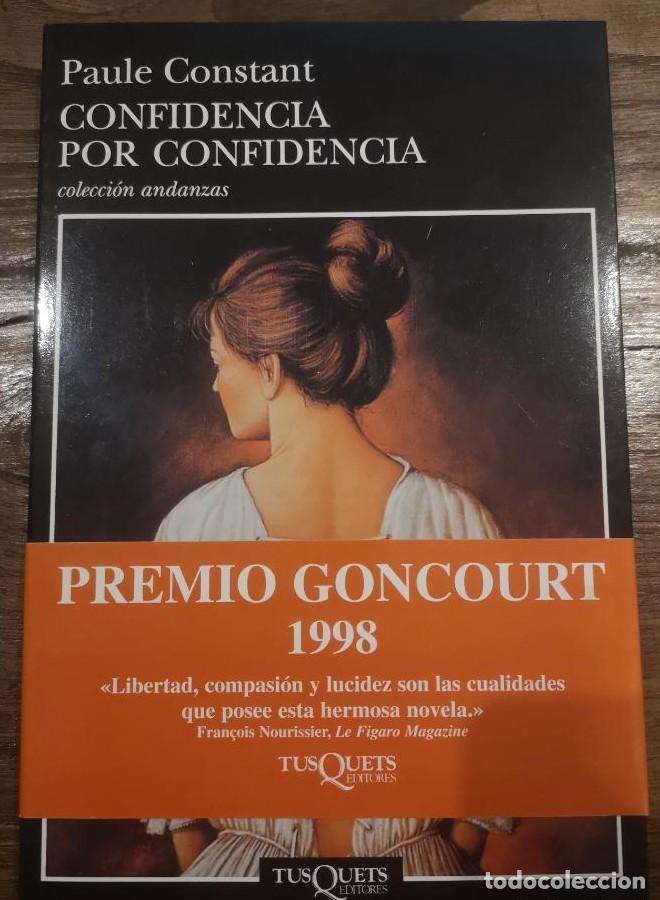 Paule Constant
CONFIDENCIA
POR CONFIDENCIA
colección andanzas
PREMIO GONCOURT
1998
«Libertad, compasión y lucidez son las cualidades
que posee esta hermosa novela.»
François Nourissier, Le Figaro Magazine
TUSQUETS
EDITORES
TUSQUETS
EDITORES
todocoleccion